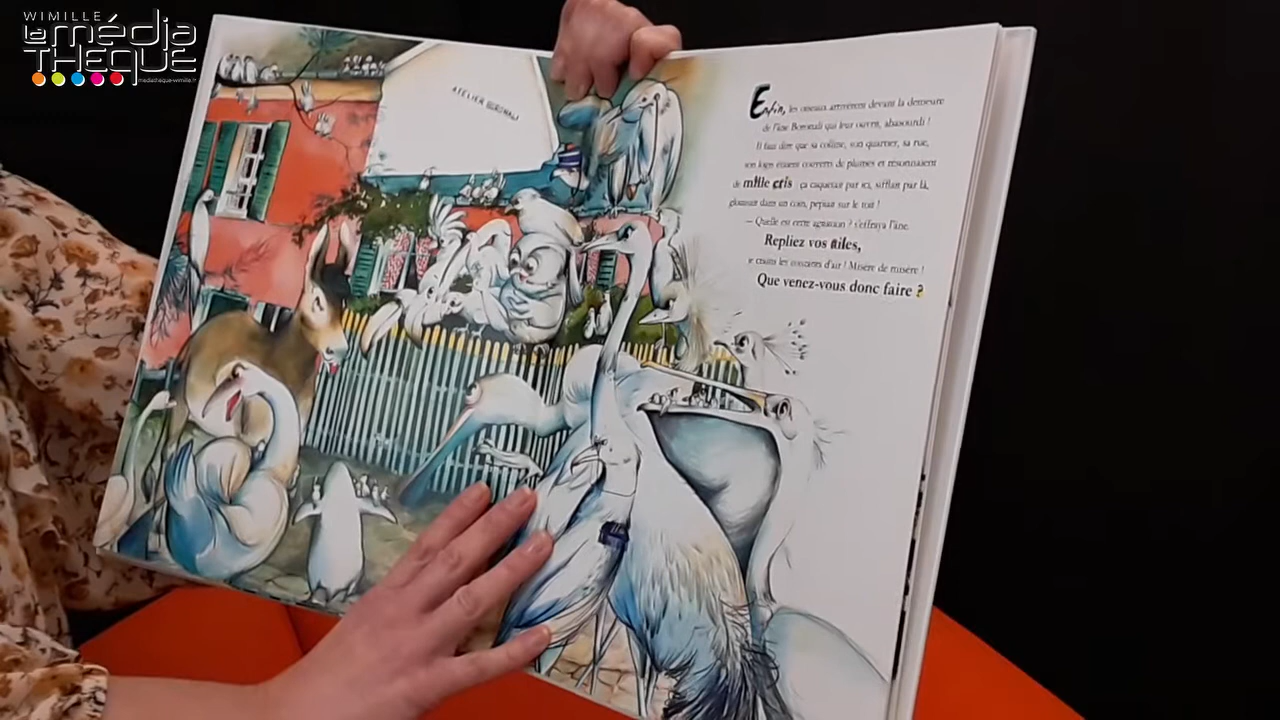 WIMILLE
la média
THÈQUE
mediatheque-wimille.fr
ATELIER BORONALI
Enfin, les oiseaux arrivèrent devant la demeure
de l'âne Boronali qui leur ouvrit, abasourdi !
Il faut dire que sa colline, son quartier, sa rue,
son logis étaient couverts de plumes et résonnaient
de mille cris : ça caquetait par ici, sifflait par là,
gloussait dans un coin, pépiait sur le toit !
– Quelle est cette agitation ? s'effraya l'âne.
Repliez vos ailes,
je crains les courants d'air ! Misère de misère !
Que venez-vous donc faire ?